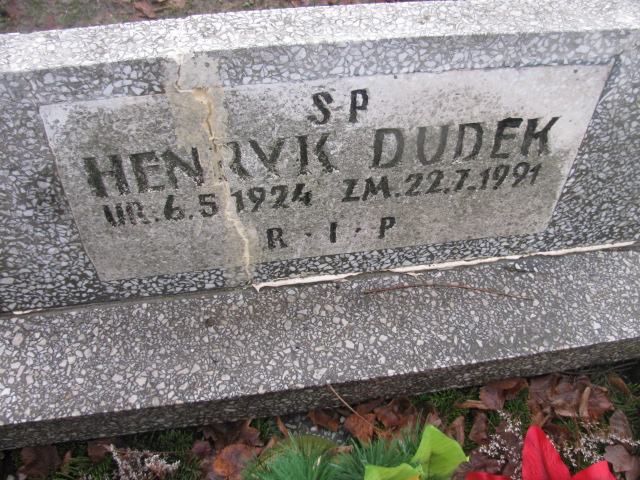 Ś·P
HENRYK DUDEK
UR. 6.5.1924 ZM. 22.7.1991
R·I·P